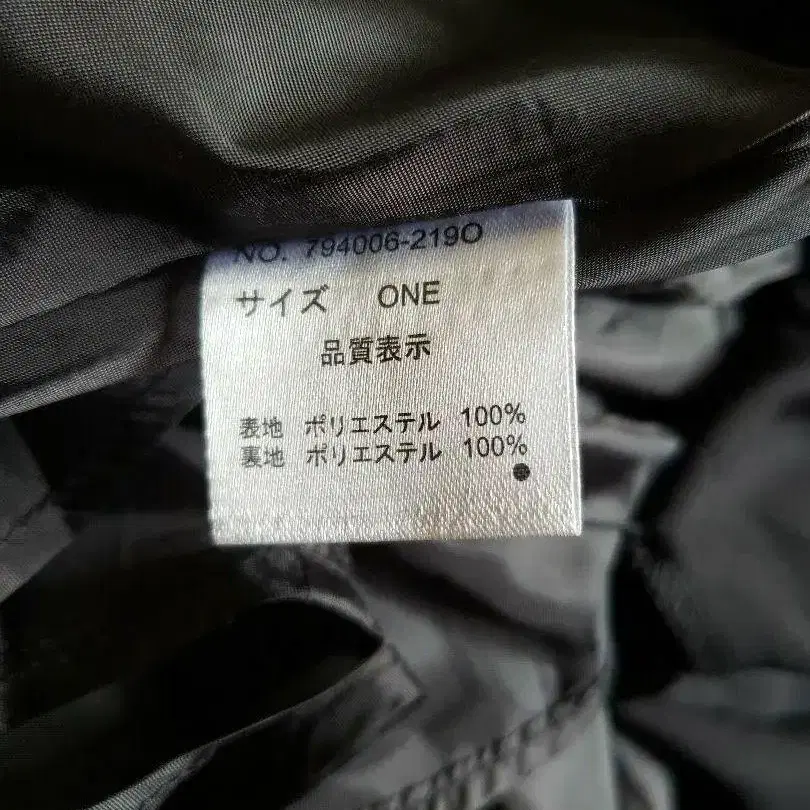 NO. 794006-219O
サイズ ONE
品質表示
表地 ポリエステル 100%
裏地 ポリエステル 100%